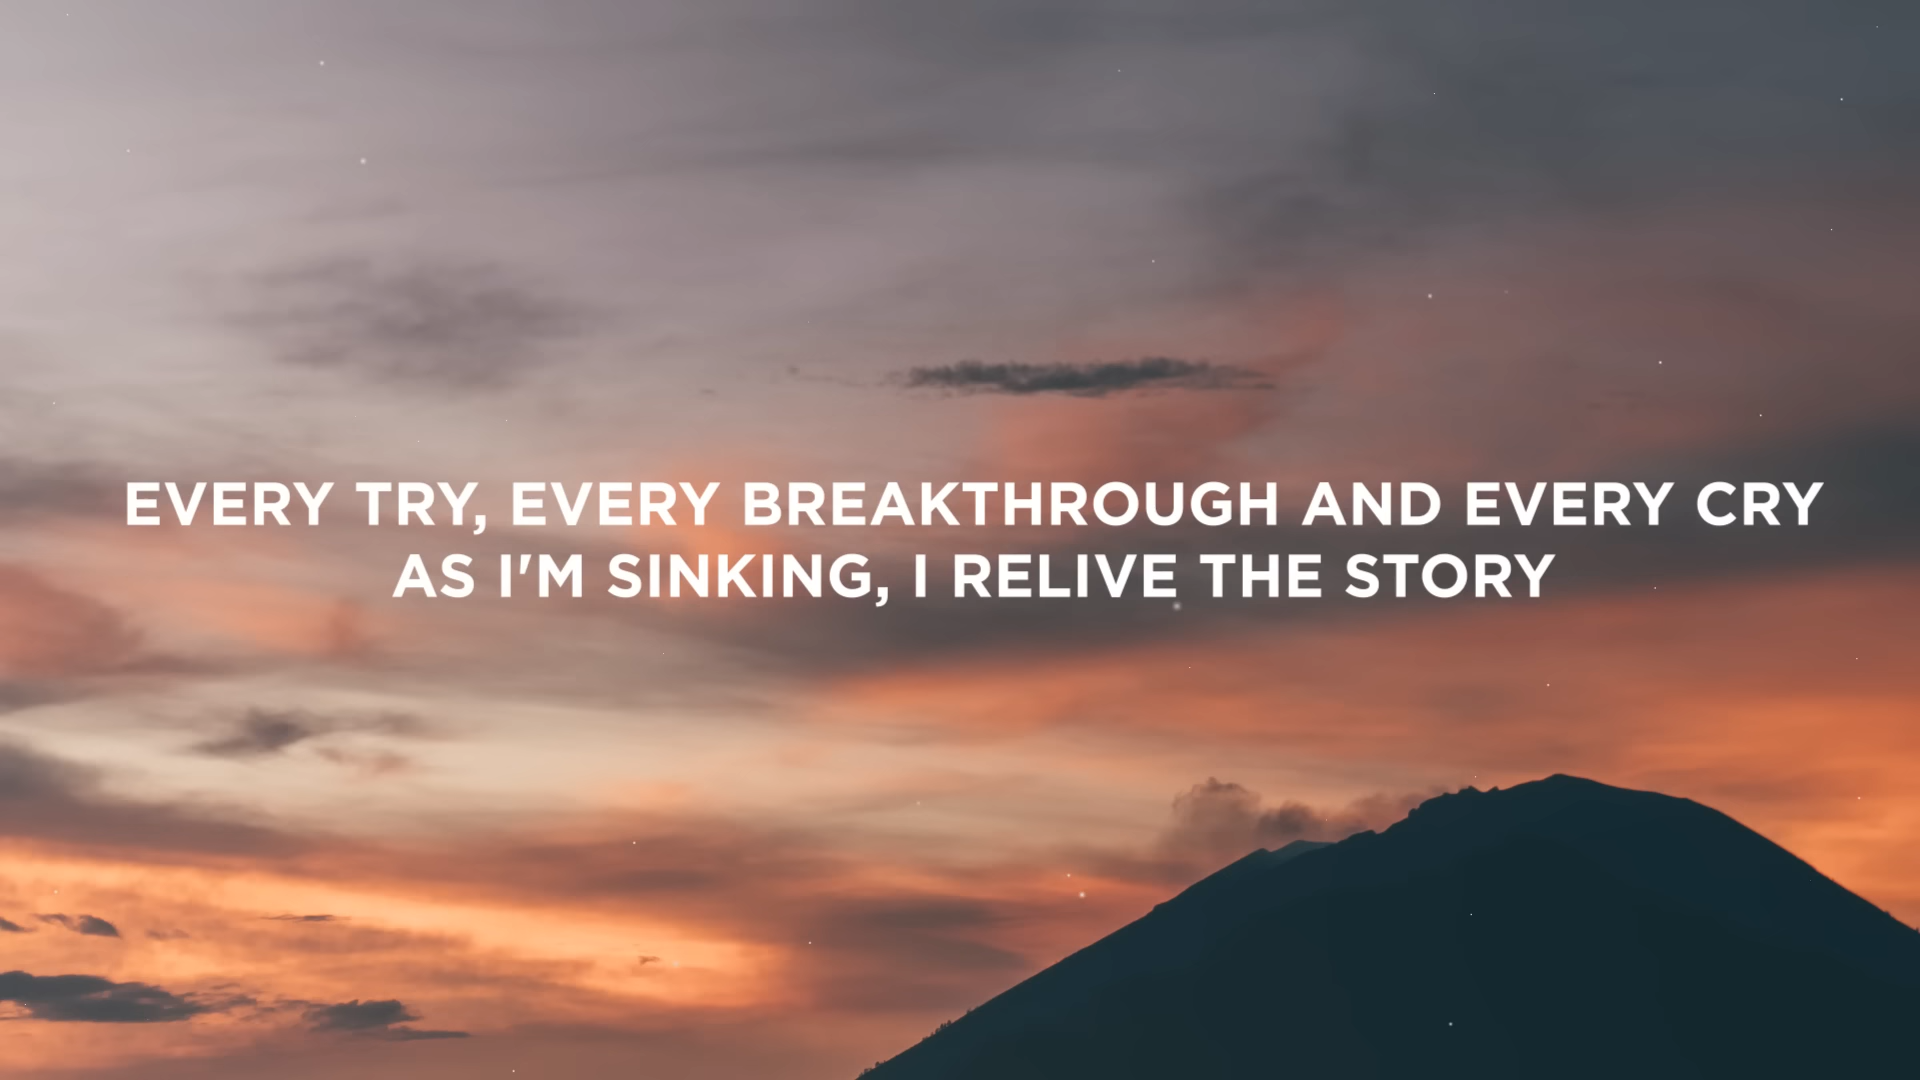 EVERY TRY, EVERY BREAKTHROUGH AND EVERY CRY
AS I'M SINKING, I RELIVE THE STORY